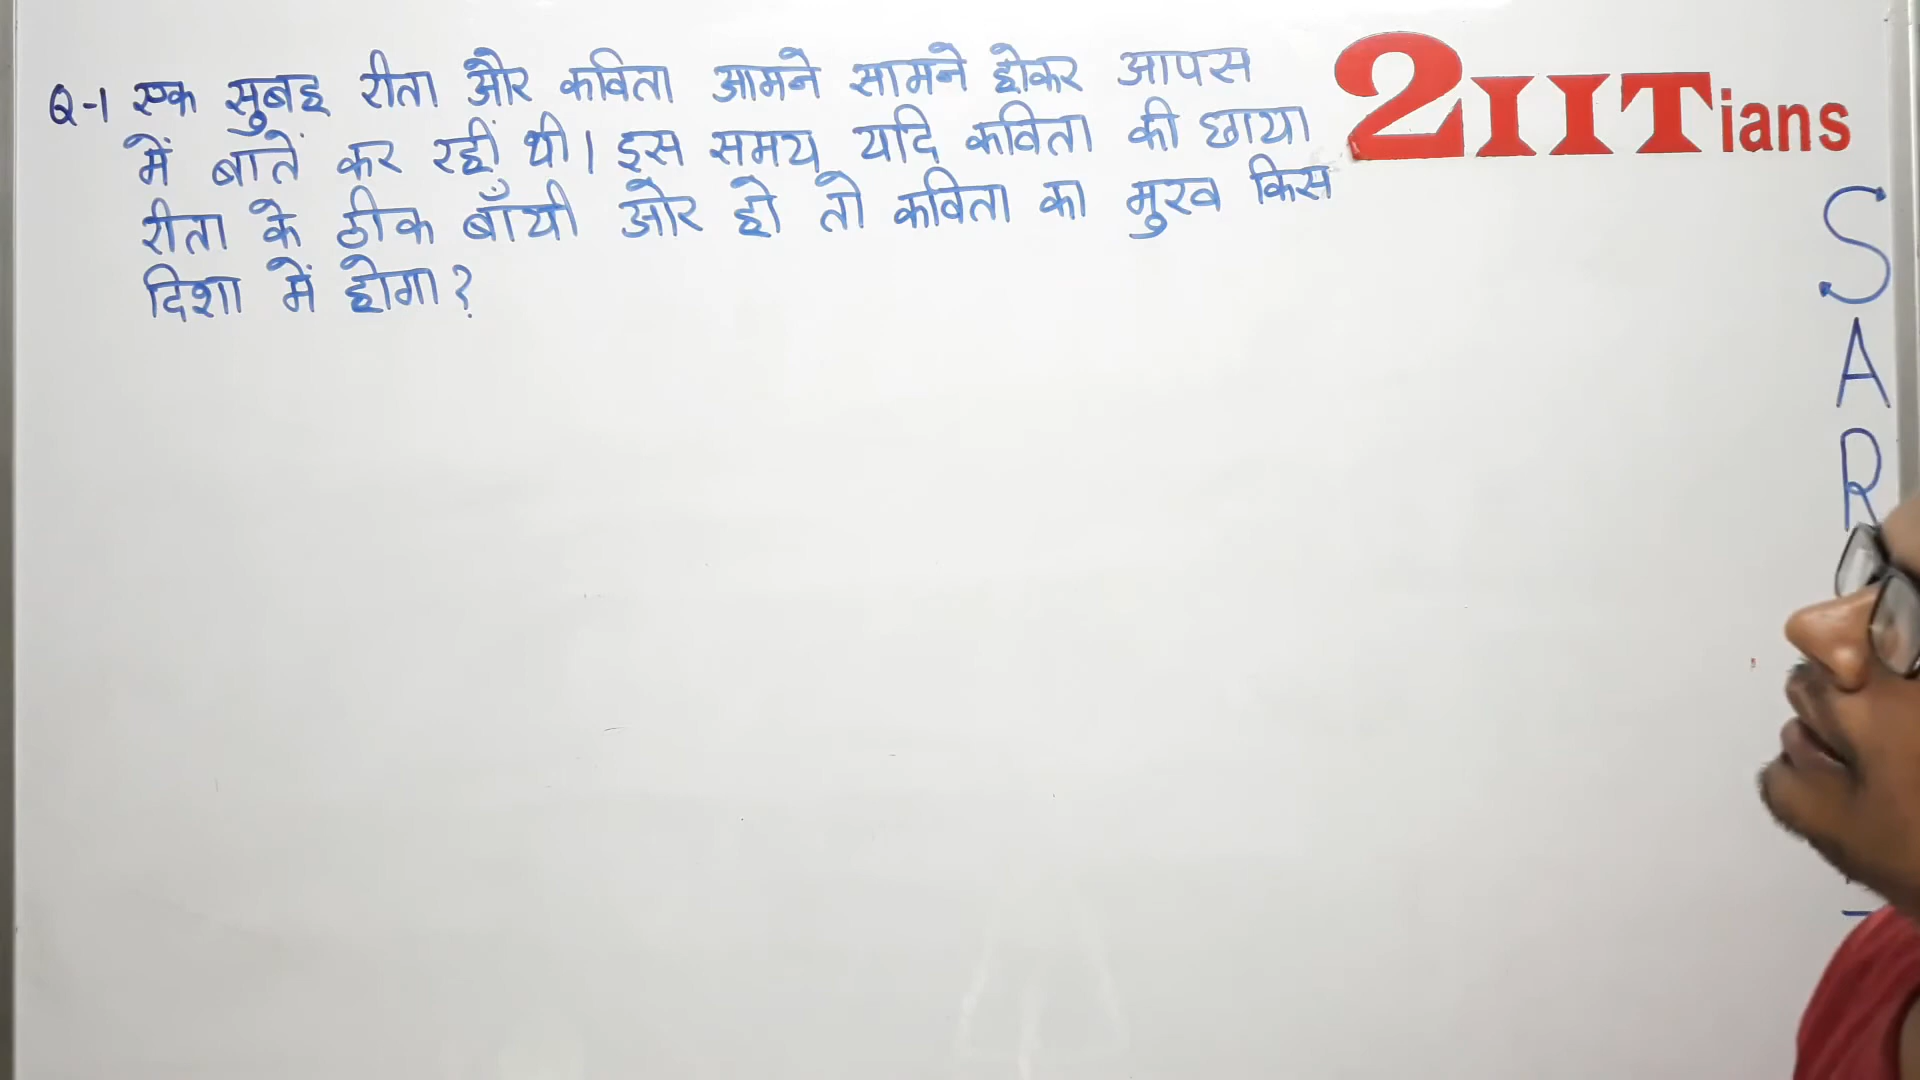 Q-1 एक सुबह रीता और कविता आमने सामने होकर आपस
में बातें कर रहीं थी। इस समय यदि कविता की छाया
रीता के ठीक बाँयी ओर हो तो कविता का मुख किस
दिशा में होगा?
2IITians
S
A
R